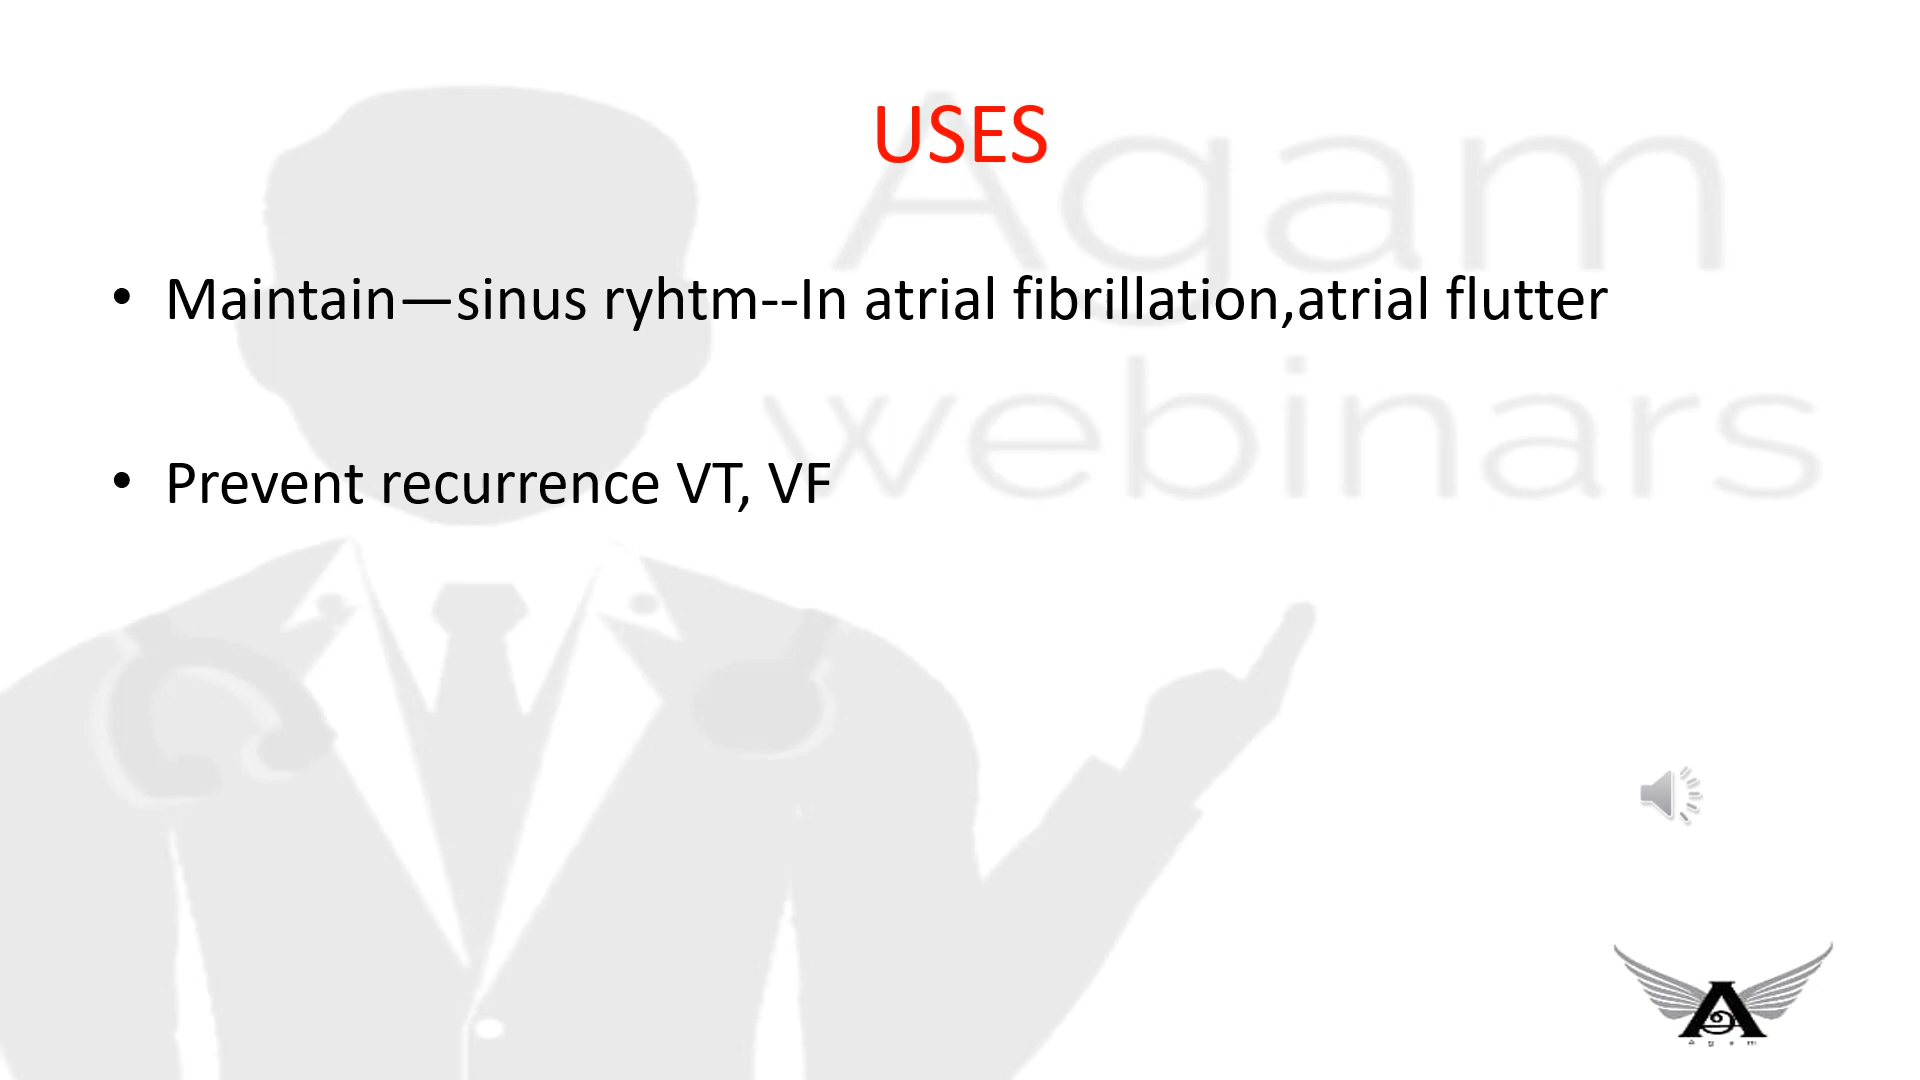 Agam
webinars
USES
• Maintain—sinus ryhtm--In atrial fibrillation,atrial flutter
• Prevent recurrence VT, VF
A
A g a m